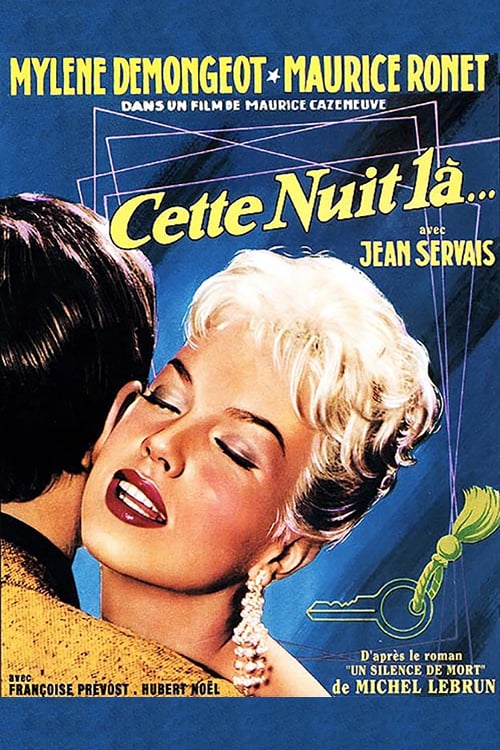 MYLÈNE DEMONGEOT ★ MAURICE RONET
DANS UN FILM DE MAURICE CAZENEUVE
Cette Nuit là...
avec
JEAN SERVAIS
D'après le roman
"UN SILENCE DE MORT"
de MICHEL LEBRUN
avec
FRANÇOISE PRÉVOST . HUBERT NOËL